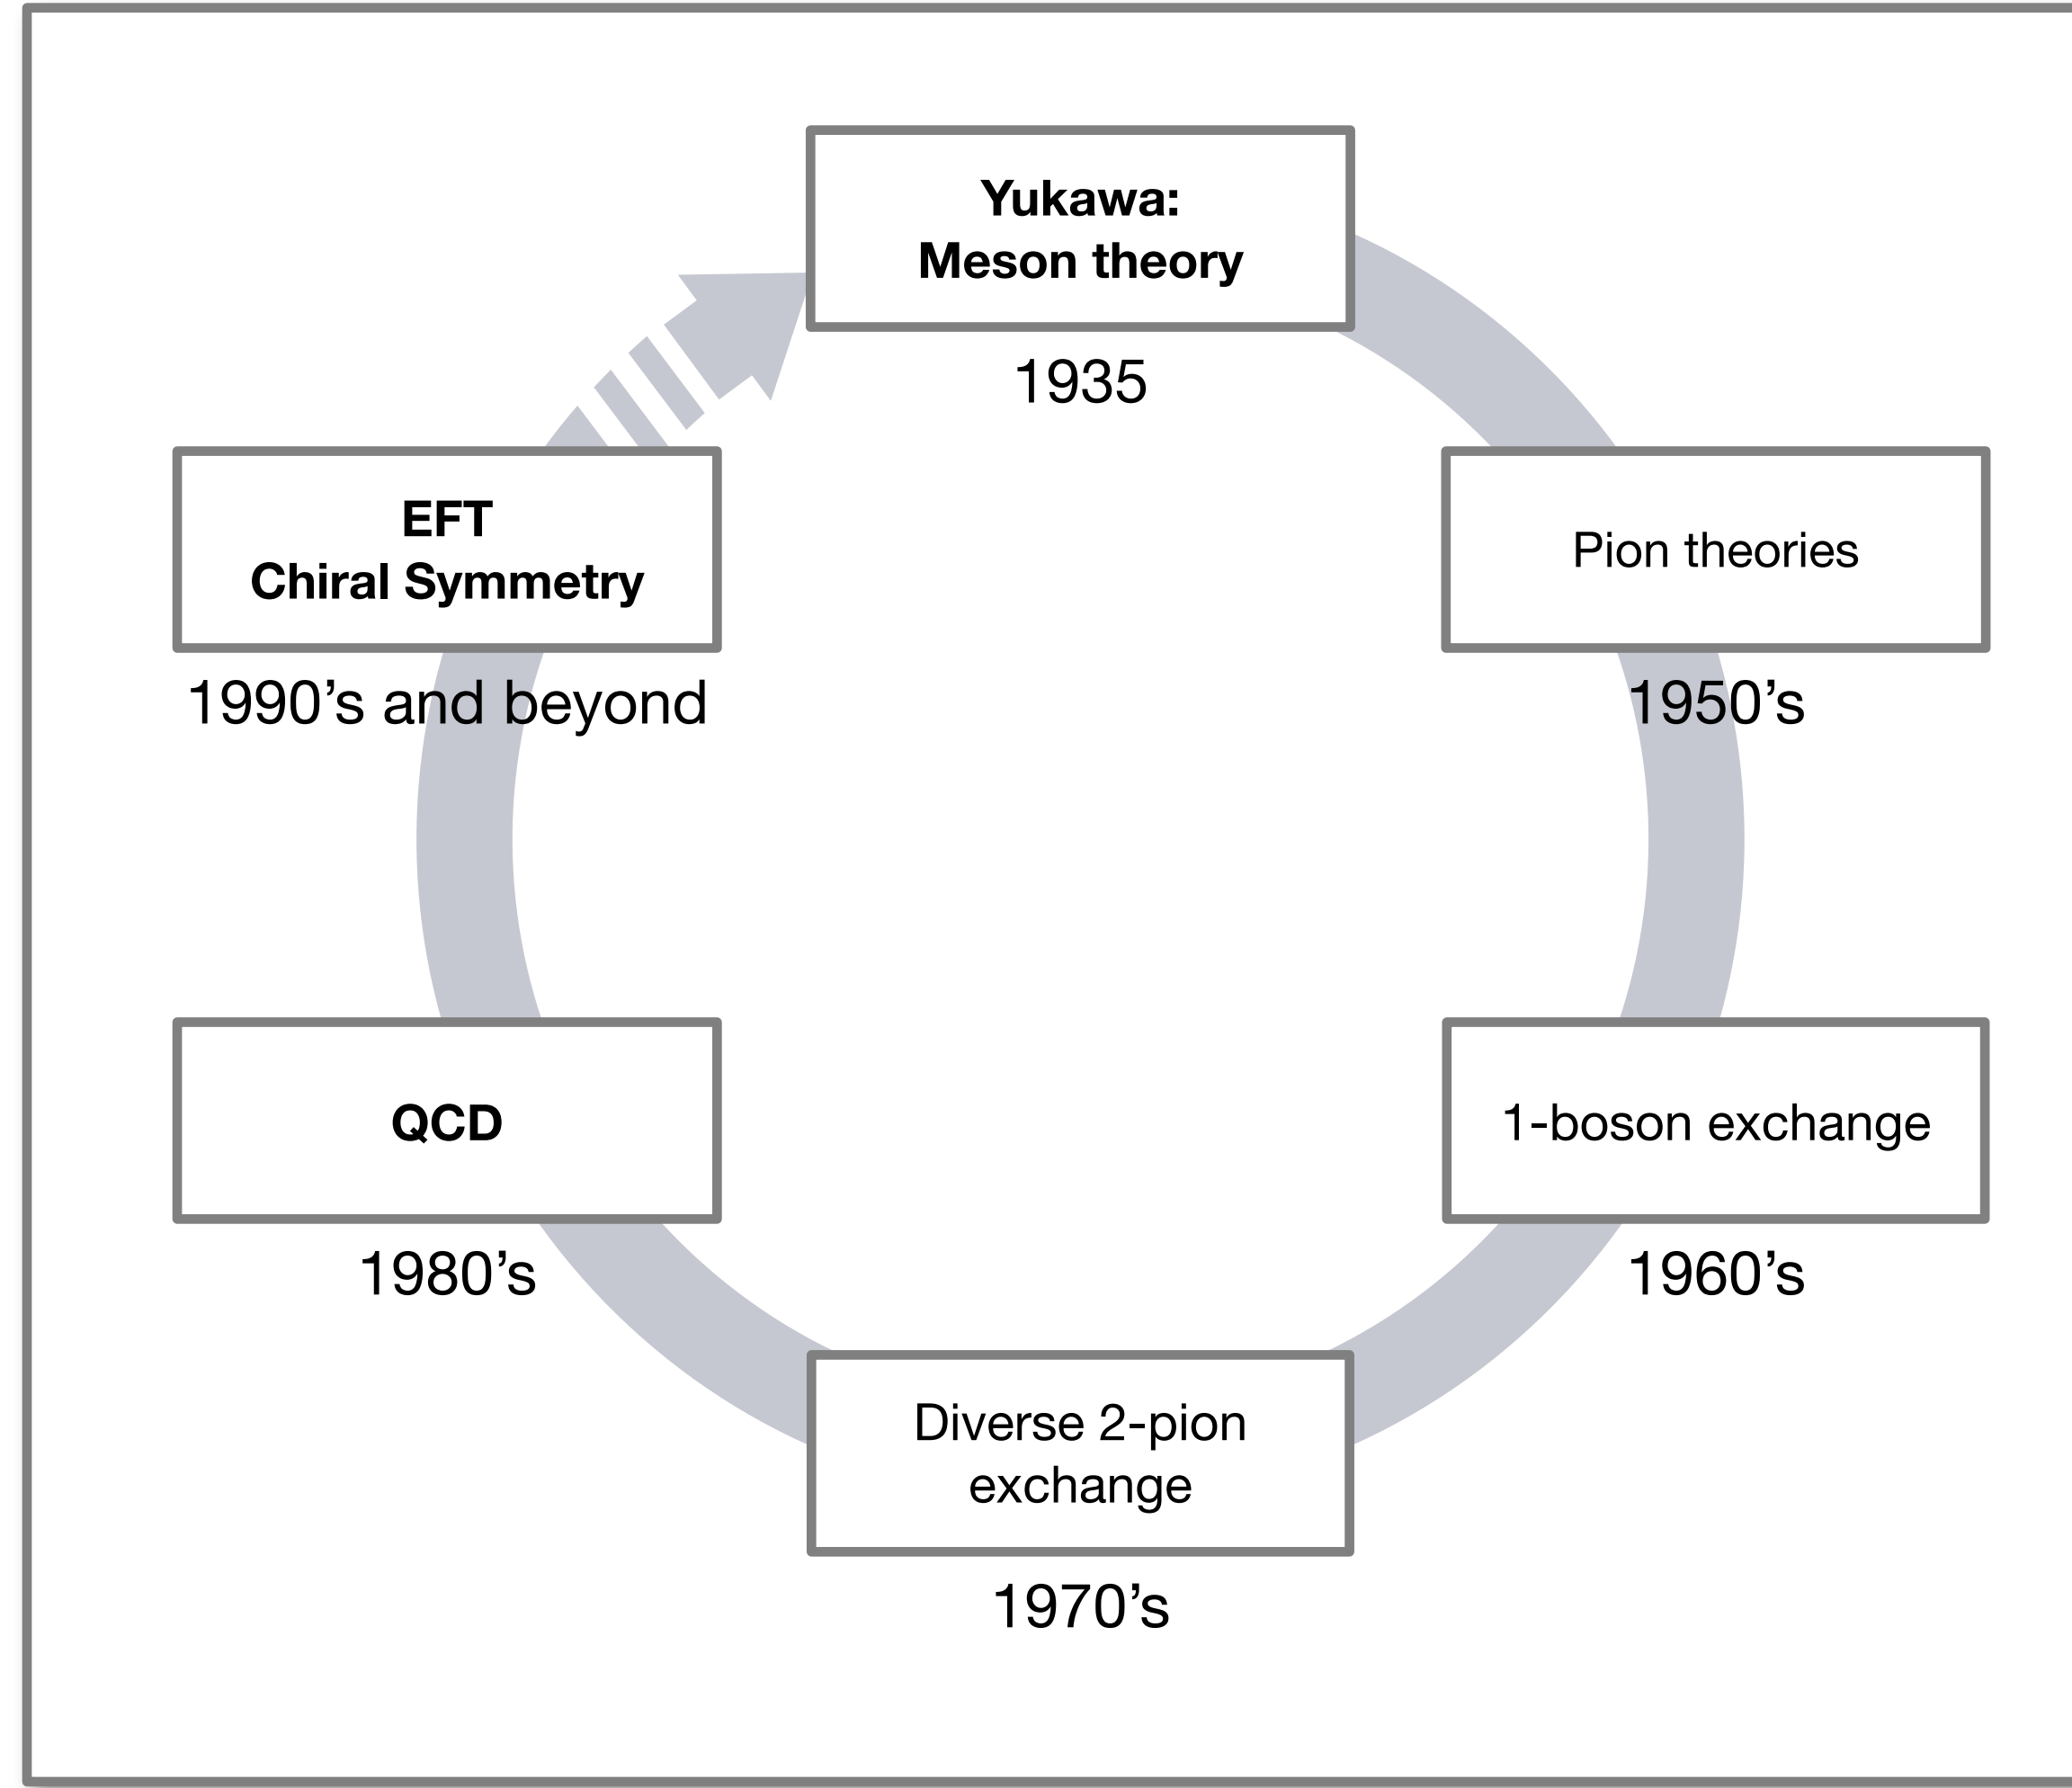 Yukawa:
Meson theory
1935
Pion theories
1950's
1-boson exchange
1960's
Diverse 2-pion
exchange
1970's
QCD
1980's
EFT
Chiral Symmetry
1990's and beyond